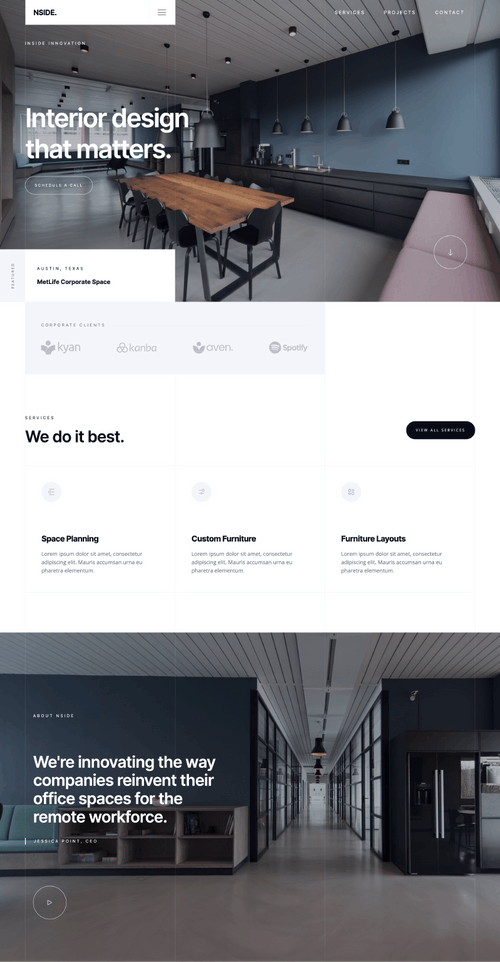 NSIDE.
SERVICES PROJECTS CONTACT
INSIDE INNOVATION
Interior design
that matters.
SCHEDULE A CALL
FEATURED
AUSTIN, TEXAS
MetLife Corporate Space
CORPORATE CLIENTS
kyan kanba aven. Spotify
SERVICES
We do it best.
VIEW ALL SERVICES
Space Planning
Lorem ipsum dolor sit amet, consectetur
adipiscing elit. Mauris accumsan urna eu
pharetra elementum.
Custom Furniture
Lorem ipsum dolor sit amet, consectetur
adipiscing elit. Mauris accumsan urna eu
pharetra elementum.
Furniture Layouts
Lorem ipsum dolor sit amet, consectetur
adipiscing elit. Mauris accumsan urna eu
pharetra elementum.
ABOUT NSIDE
We're innovating the way
companies reinvent their
office spaces for the
remote workforce.
JESSICA POINT, CEO